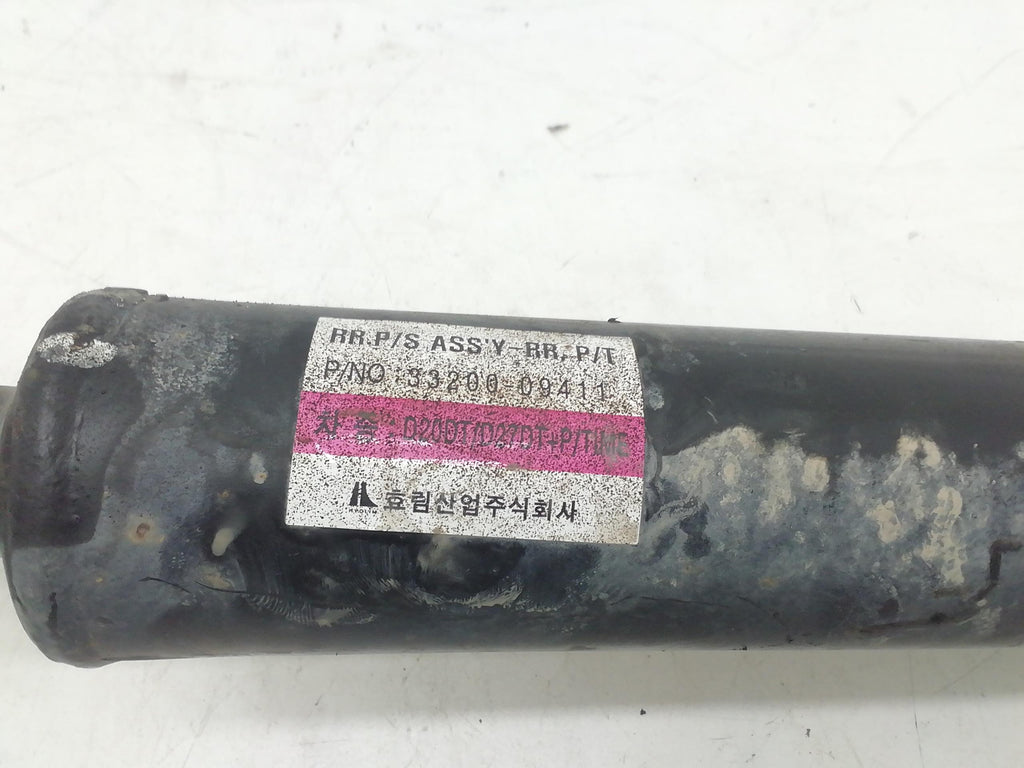 RR.P/S ASS'Y-RR, P/T
P/NO : 33200-09411
차 종 : D20DT/D27DT+P/TIME
효림산업주식회사